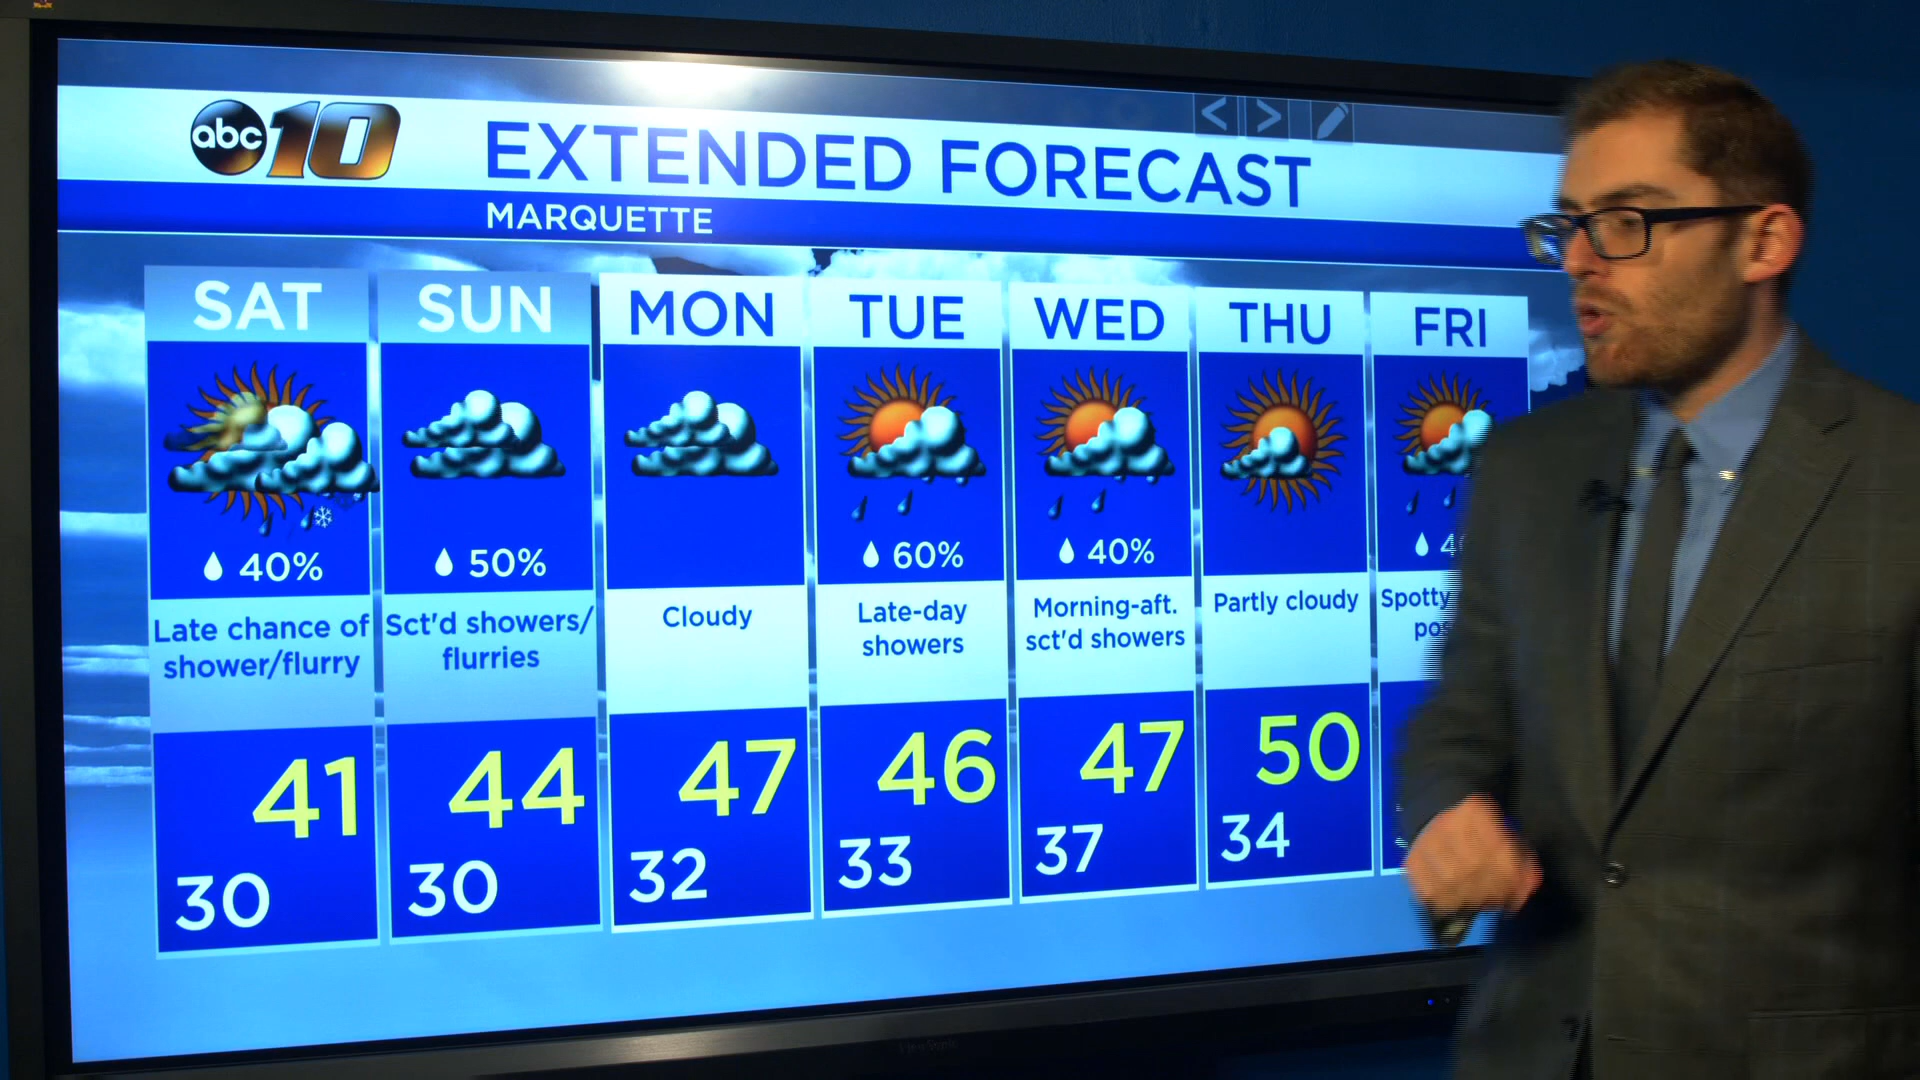 abc 10
EXTENDED FORECAST
MARQUETTE
SAT
40%
Late chance of
shower/flurry
41
30
SUN
50%
Sct'd showers/
flurries
44
30
MON
Cloudy
47
32
TUE
60%
Late-day
showers
46
33
WED
40%
Morning-aft.
sct'd showers
47
37
THU
Partly cloudy
50
34
FRI
Spotty